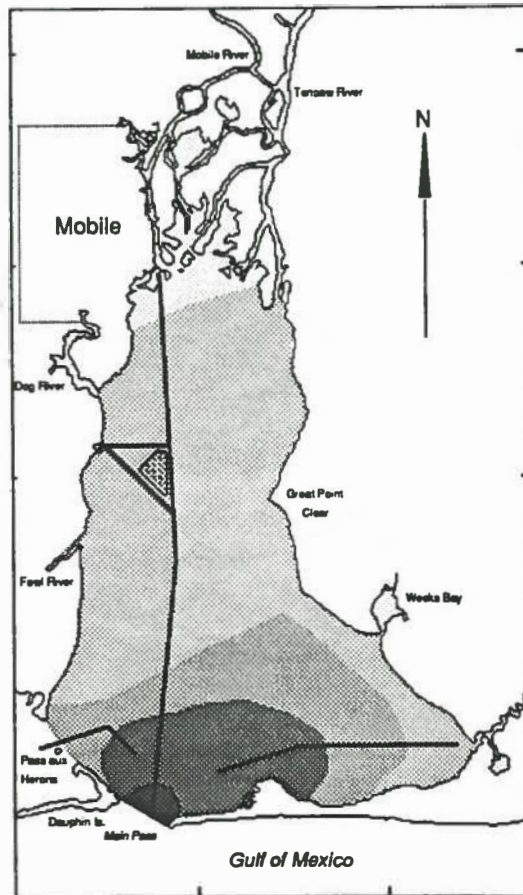 Mobile River
Tensaw River
N
Mobile
Dog River
Great Point
Clear
Fowl River
Weeks Bay
Pass aux
Herons
Dauphin Is.
Main Pass
Gulf of Mexico